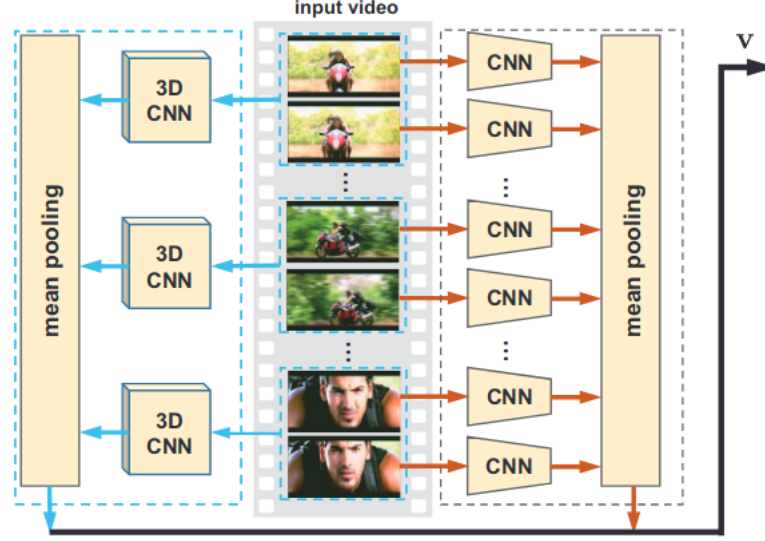 input video
mean pooling
3D
CNN
3D
CNN
3D
CNN
CNN
CNN
...
CNN
CNN
...
CNN
CNN
...
...
mean pooling
v